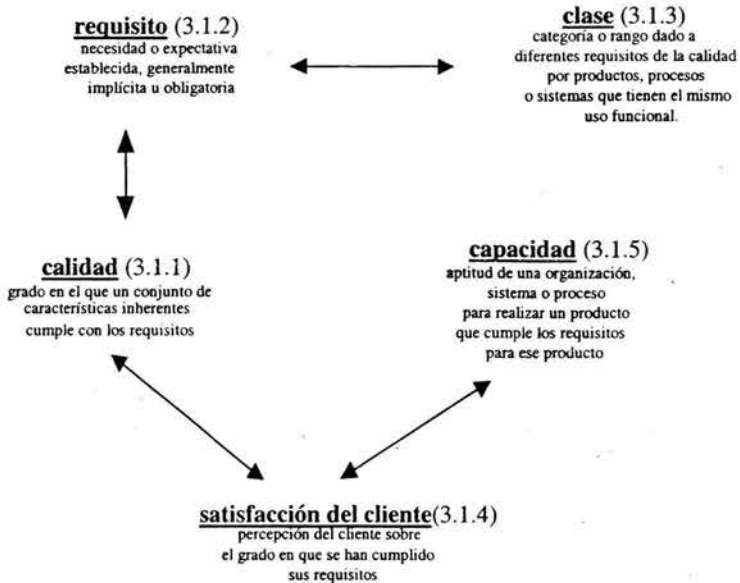 requisito (3.1.2)
necesidad o expectativa
establecida, generalmente
implícita u obligatoria
clase (3.1.3)
categoría o rango dado a
diferentes requisitos de la calidad
por productos, procesos
o sistemas que tienen el mismo
uso funcional.
calidad (3.1.1)
grado en el que un conjunto de
características inherentes
cumple con los requisitos
capacidad (3.1.5)
aptitud de una organización,
sistema o proceso
para realizar un producto
que cumple los requisitos
para ese producto
satisfacción del cliente(3.1.4)
percepción del cliente sobre
el grado en que se han cumplido
sus requisitos